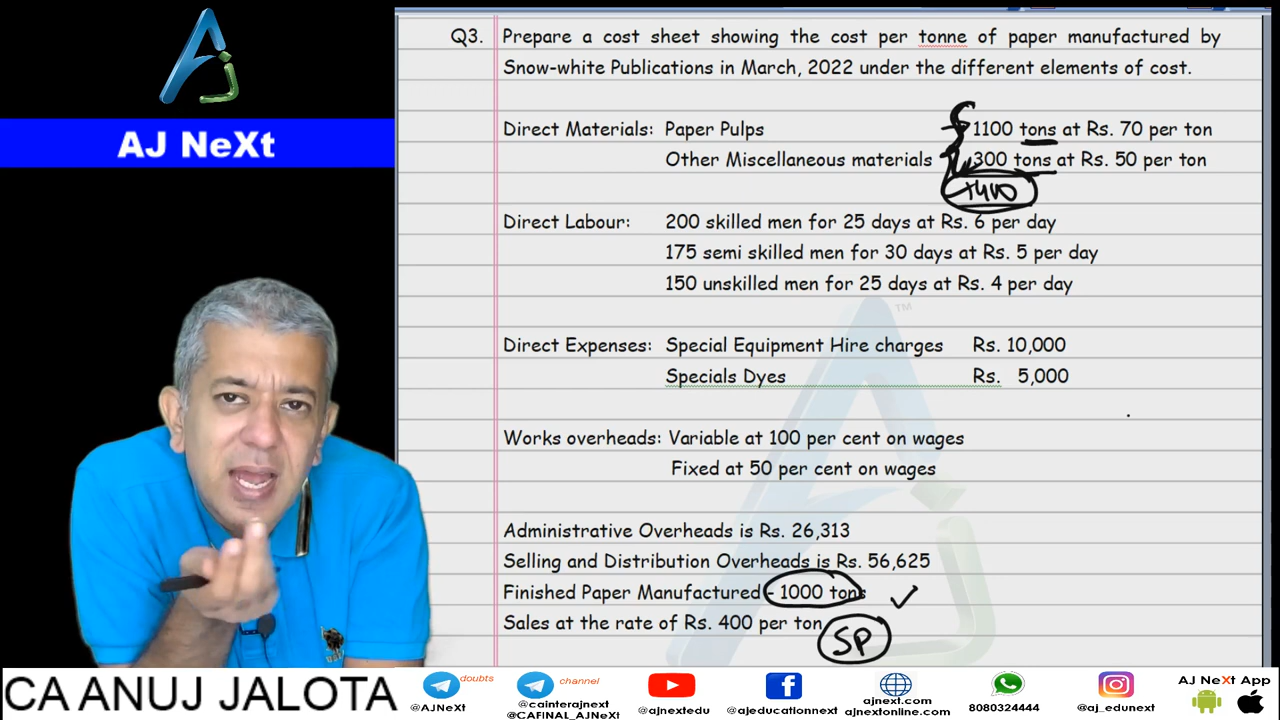 AJ NeXt
Q3. Prepare a cost sheet showing the cost per tonne of paper manufactured by
Snow-white Publications in March, 2022 under the different elements of cost.
Direct Materials: Paper Pulps 1100 tons at Rs. 70 per ton
Other Miscellaneous materials 300 tons at Rs. 50 per ton
1400
Direct Labour: 200 skilled men for 25 days at Rs. 6 per day
175 semi skilled men for 30 days at Rs. 5 per day
150 unskilled men for 25 days at Rs. 4 per day
TM
Direct Expenses: Special Equipment Hire charges Rs. 10,000
Specials Dyes Rs. 5,000
Works overheads: Variable at 100 per cent on wages
Fixed at 50 per cent on wages
Administrative Overheads is Rs. 26,313
Selling and Distribution Overheads is Rs. 56,625
Finished Paper Manufactured - 1000 tons
Sales at the rate of Rs. 400 per ton
SP
CA ANUJ JALOTA
doubts
@AJNeXt
channel
@cainterajnext
@CAFINAL_AJNeXt
@ajnextedu
@ajeducationnext
ajnext.com
ajnextonline.com
8080324444
@aj_edunext
AJ NeXt App